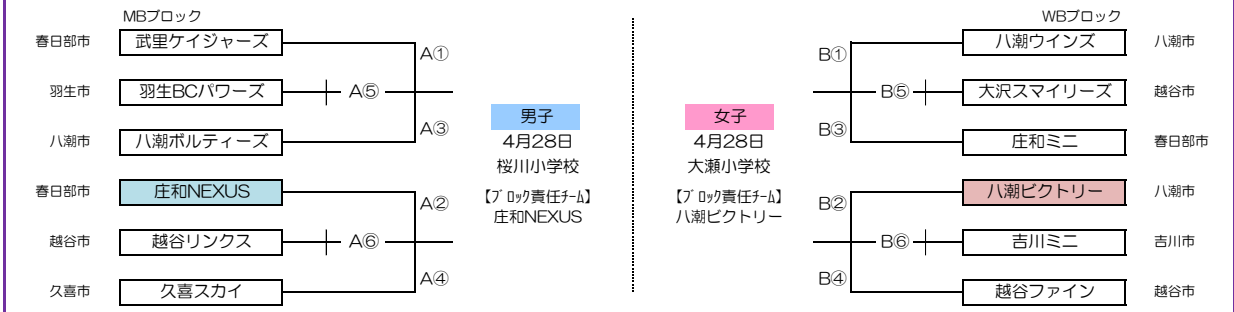 MBブロック
春日部市 武里ケイジャーズ A①
羽生市 羽生BCパワーズ A⑤
八潮市 八潮ボルティーズ A③
春日部市 庄和NEXUS A②
越谷市 越谷リンクス A⑥
久喜市 久喜スカイ A④
男子
4月28日
桜川小学校
【ﾌﾞﾛｯｸ責任ﾁｰﾑ】
庄和NEXUS
女子
4月28日
大瀬小学校
【ﾌﾞﾛｯｸ責任ﾁｰﾑ】
八潮ビクトリー
WBブロック
B① 八潮ウインズ 八潮市
B⑤ 大沢スマイリーズ 越谷市
B③ 庄和ミニ 春日部市
B② 八潮ビクトリー 八潮市
B⑥ 吉川ミニ 吉川市
B④ 越谷ファイン 越谷市